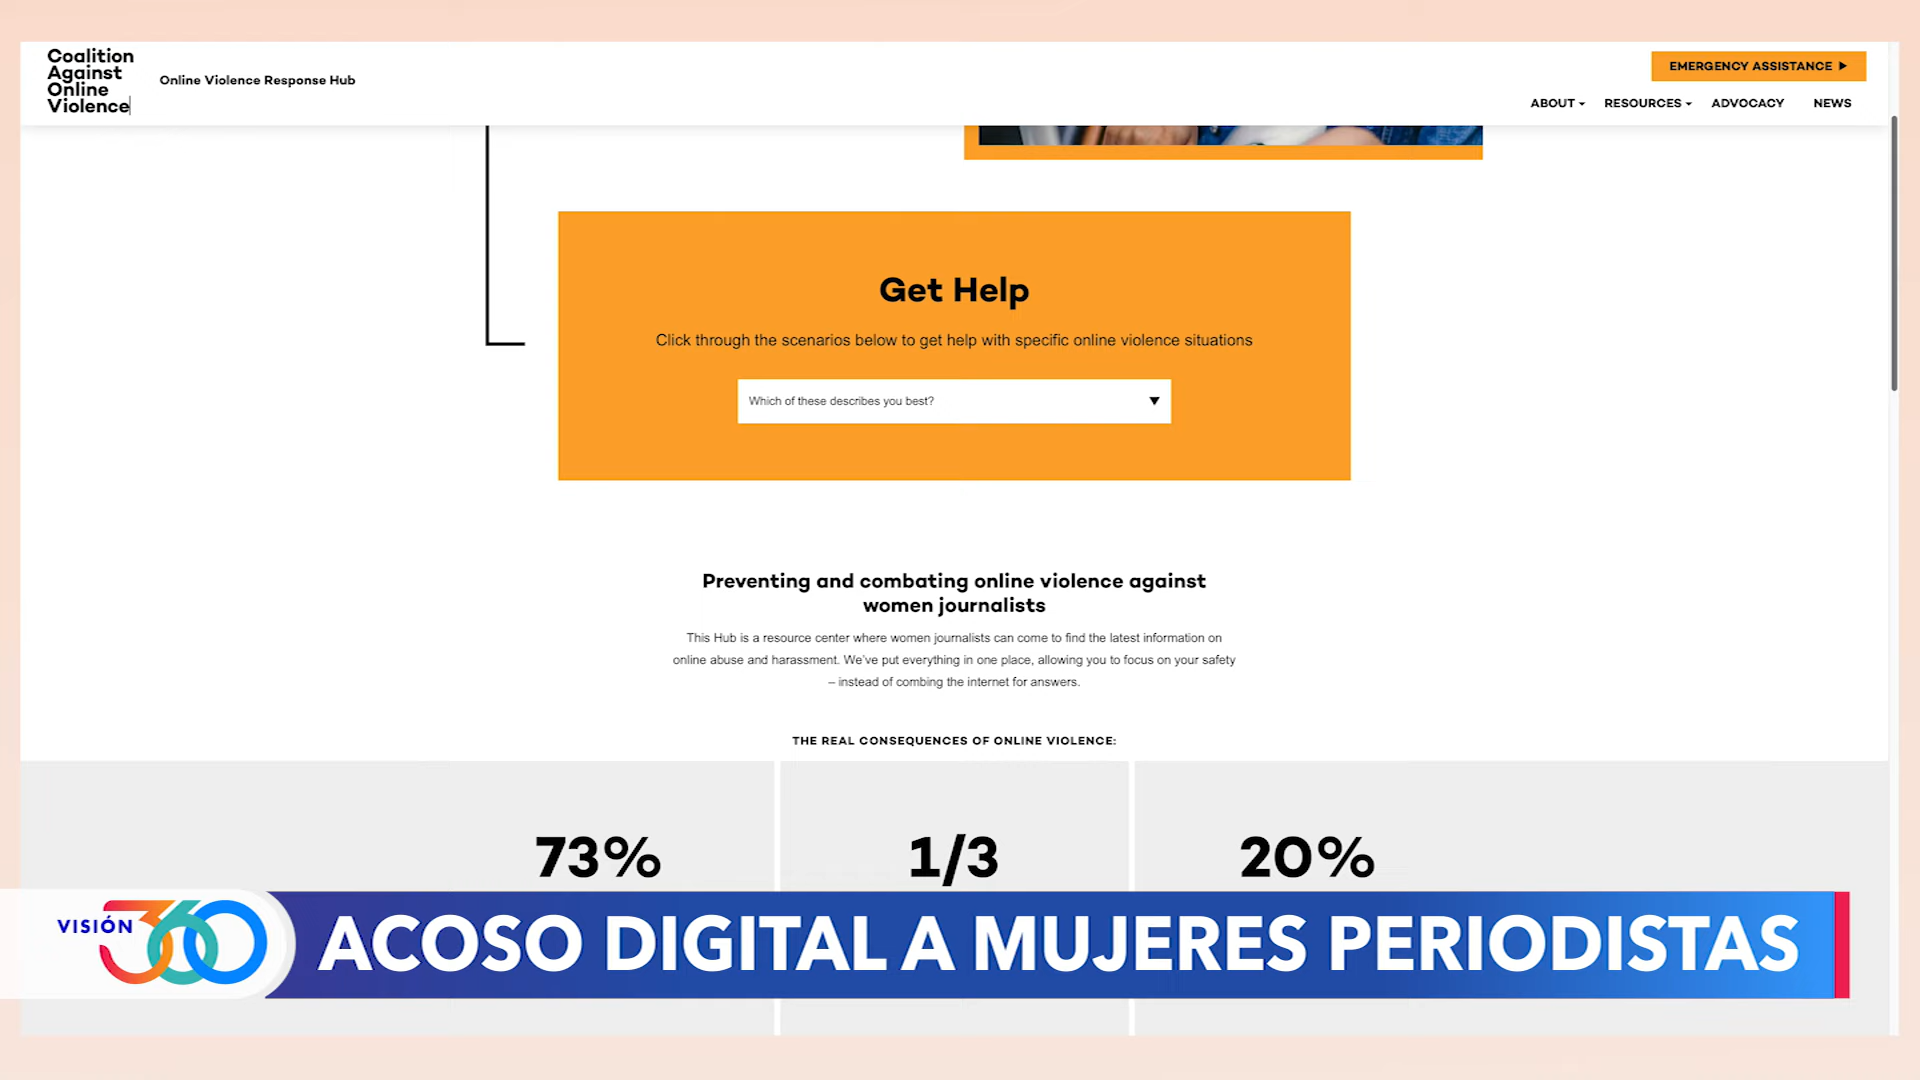 Coalition
Against
Online
Violence
Online Violence Response Hub
EMERGENCY ASSISTANCE
ABOUT
RESOURCES
ADVOCACY
NEWS
Get Help
Click through the scenarios below to get help with specific online violence situations
Which of these describes you best?
Preventing and combating online violence against
women journalists
This Hub is a resource center where women journalists can come to find the latest information on
online abuse and harassment. We've put everything in one place, allowing you to focus on your safety
– instead of combing the internet for answers.
THE REAL CONSEQUENCES OF ONLINE VIOLENCE:
73%
1/3
20%
VISIÓN 360
ACOSO DIGITAL A MUJERES PERIODISTAS